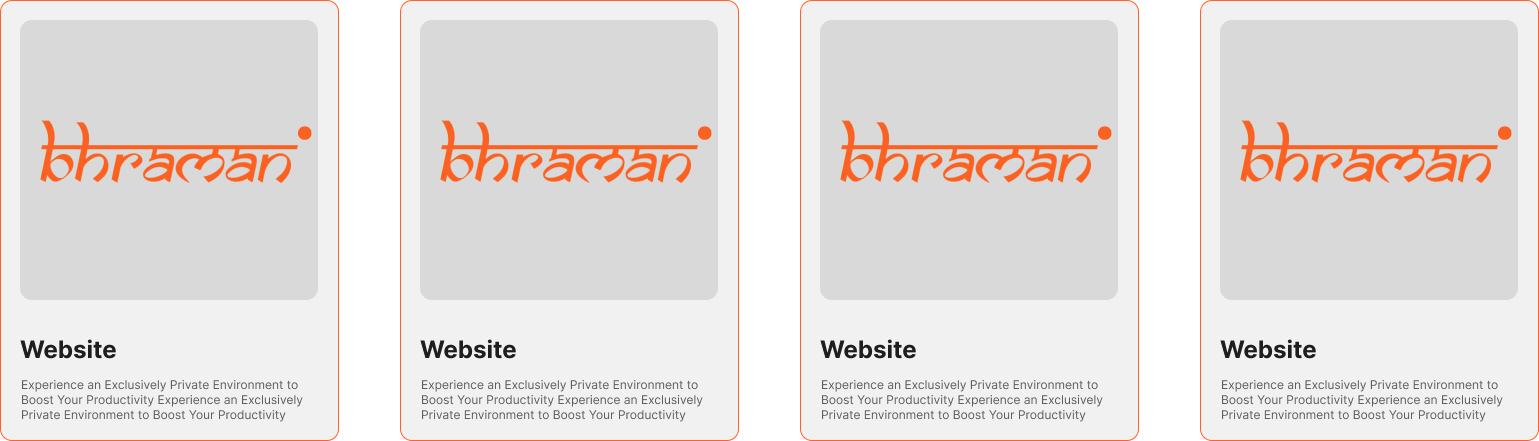 bhraman
Website
Experience an Exclusively Private Environment to
Boost Your Productivity Experience an Exclusively
Private Environment to Boost Your Productivity
bhraman
Website
Experience an Exclusively Private Environment to
Boost Your Productivity Experience an Exclusively
Private Environment to Boost Your Productivity
bhraman
Website
Experience an Exclusively Private Environment to
Boost Your Productivity Experience an Exclusively
Private Environment to Boost Your Productivity
bhraman
Website
Experience an Exclusively Private Environment to
Boost Your Productivity Experience an Exclusively
Private Environment to Boost Your Productivity